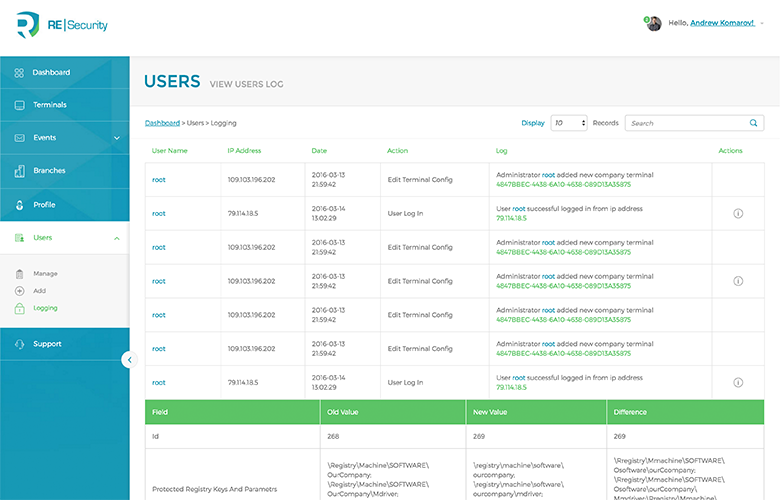 RE|Security
2
Hello, Andrew Komarov!
Dashboard
Terminals
Events
Branches
Profile
Users
Manage
Add
Logging
Support
USERS VIEW USERS LOG
Dashboard > Users > Logging
Display 10 Records Search
User Name IP Address Date Action Log Actions
root 109.103.196.202 2016-03-13 21:59:42 Edit Terminal Config Administrator root added new company terminal
4847BBEC-4438-6A10-4638-089D13A35875
root 79.114.18.5 2016-03-14 13:02:29 User Log In User root successful logged in from ip address
79.114.18.5
root 109.103.196.202 2016-03-13 21:59:42 Edit Terminal Config Administrator root added new company terminal
4847BBEC-4438-6A10-4638-089D13A35875
root 109.103.196.202 2016-03-13 21:59:42 Edit Terminal Config Administrator root added new company terminal
4847BBEC-4438-6A10-4638-089D13A35875
root 109.103.196.202 2016-03-13 21:59:42 Edit Terminal Config Administrator root added new company terminal
4847BBEC-4438-6A10-4638-089D13A35875
root 109.103.196.202 2016-03-13 21:59:42 Edit Terminal Config Administrator root added new company terminal
4847BBEC-4438-6A10-4638-089D13A35875
root 79.114.18.5 2016-03-14 13:02:29 User Log In User root successful logged in from ip address
79.114.18.5
Field Old Value New Value Difference
Id 268 269 269
Protected Registry Keys And Parametrs
\Registry\Machine\SOFTWARE\
OurCompany;
\Registry\Machine\SOFTWARE\
OurCompany\Mdriver;
\registry\machine\software\
ourcompany;
\registry\machine\software\
ourcompany\mdriver;
\Rregistry\Mmachine\SOFTWARE\
Osoftware\ourCcompany;
\Rregistry\Mmachine\SOFTWARE\
Osoftware\ourCcompany\